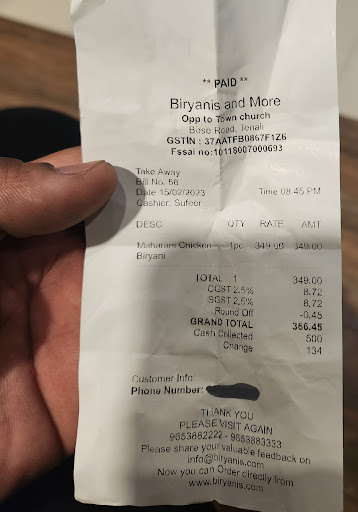 ** PAID **
Biryanis and More
Opp to Town church
Bose Road, Tenali
GSTIN : 37AATFB0867F1Z6
Fssai no:10118007000693
Take Away
Bill No. 56
Date 15/02/2023 Time 08:45 PM
Cashier: Sufeer
DESC QTY RATE AMT
Maharani Chicken 1pc 349.00 349.00
Biryani
TOTAL 1 349.00
CGST 2.5% 8.72
SGST 2.5% 8.72
Round Off -0.45
GRAND TOTAL 366.45
Cash Collected 500
Change 134
Customer Info:
Phone Number:
THANK YOU
PLEASE VISIT AGAIN
9653882222 - 9653883333
Please share your valuable feedback on
info@biryanis.com
Now you can Order directly from
www.biryanis.com